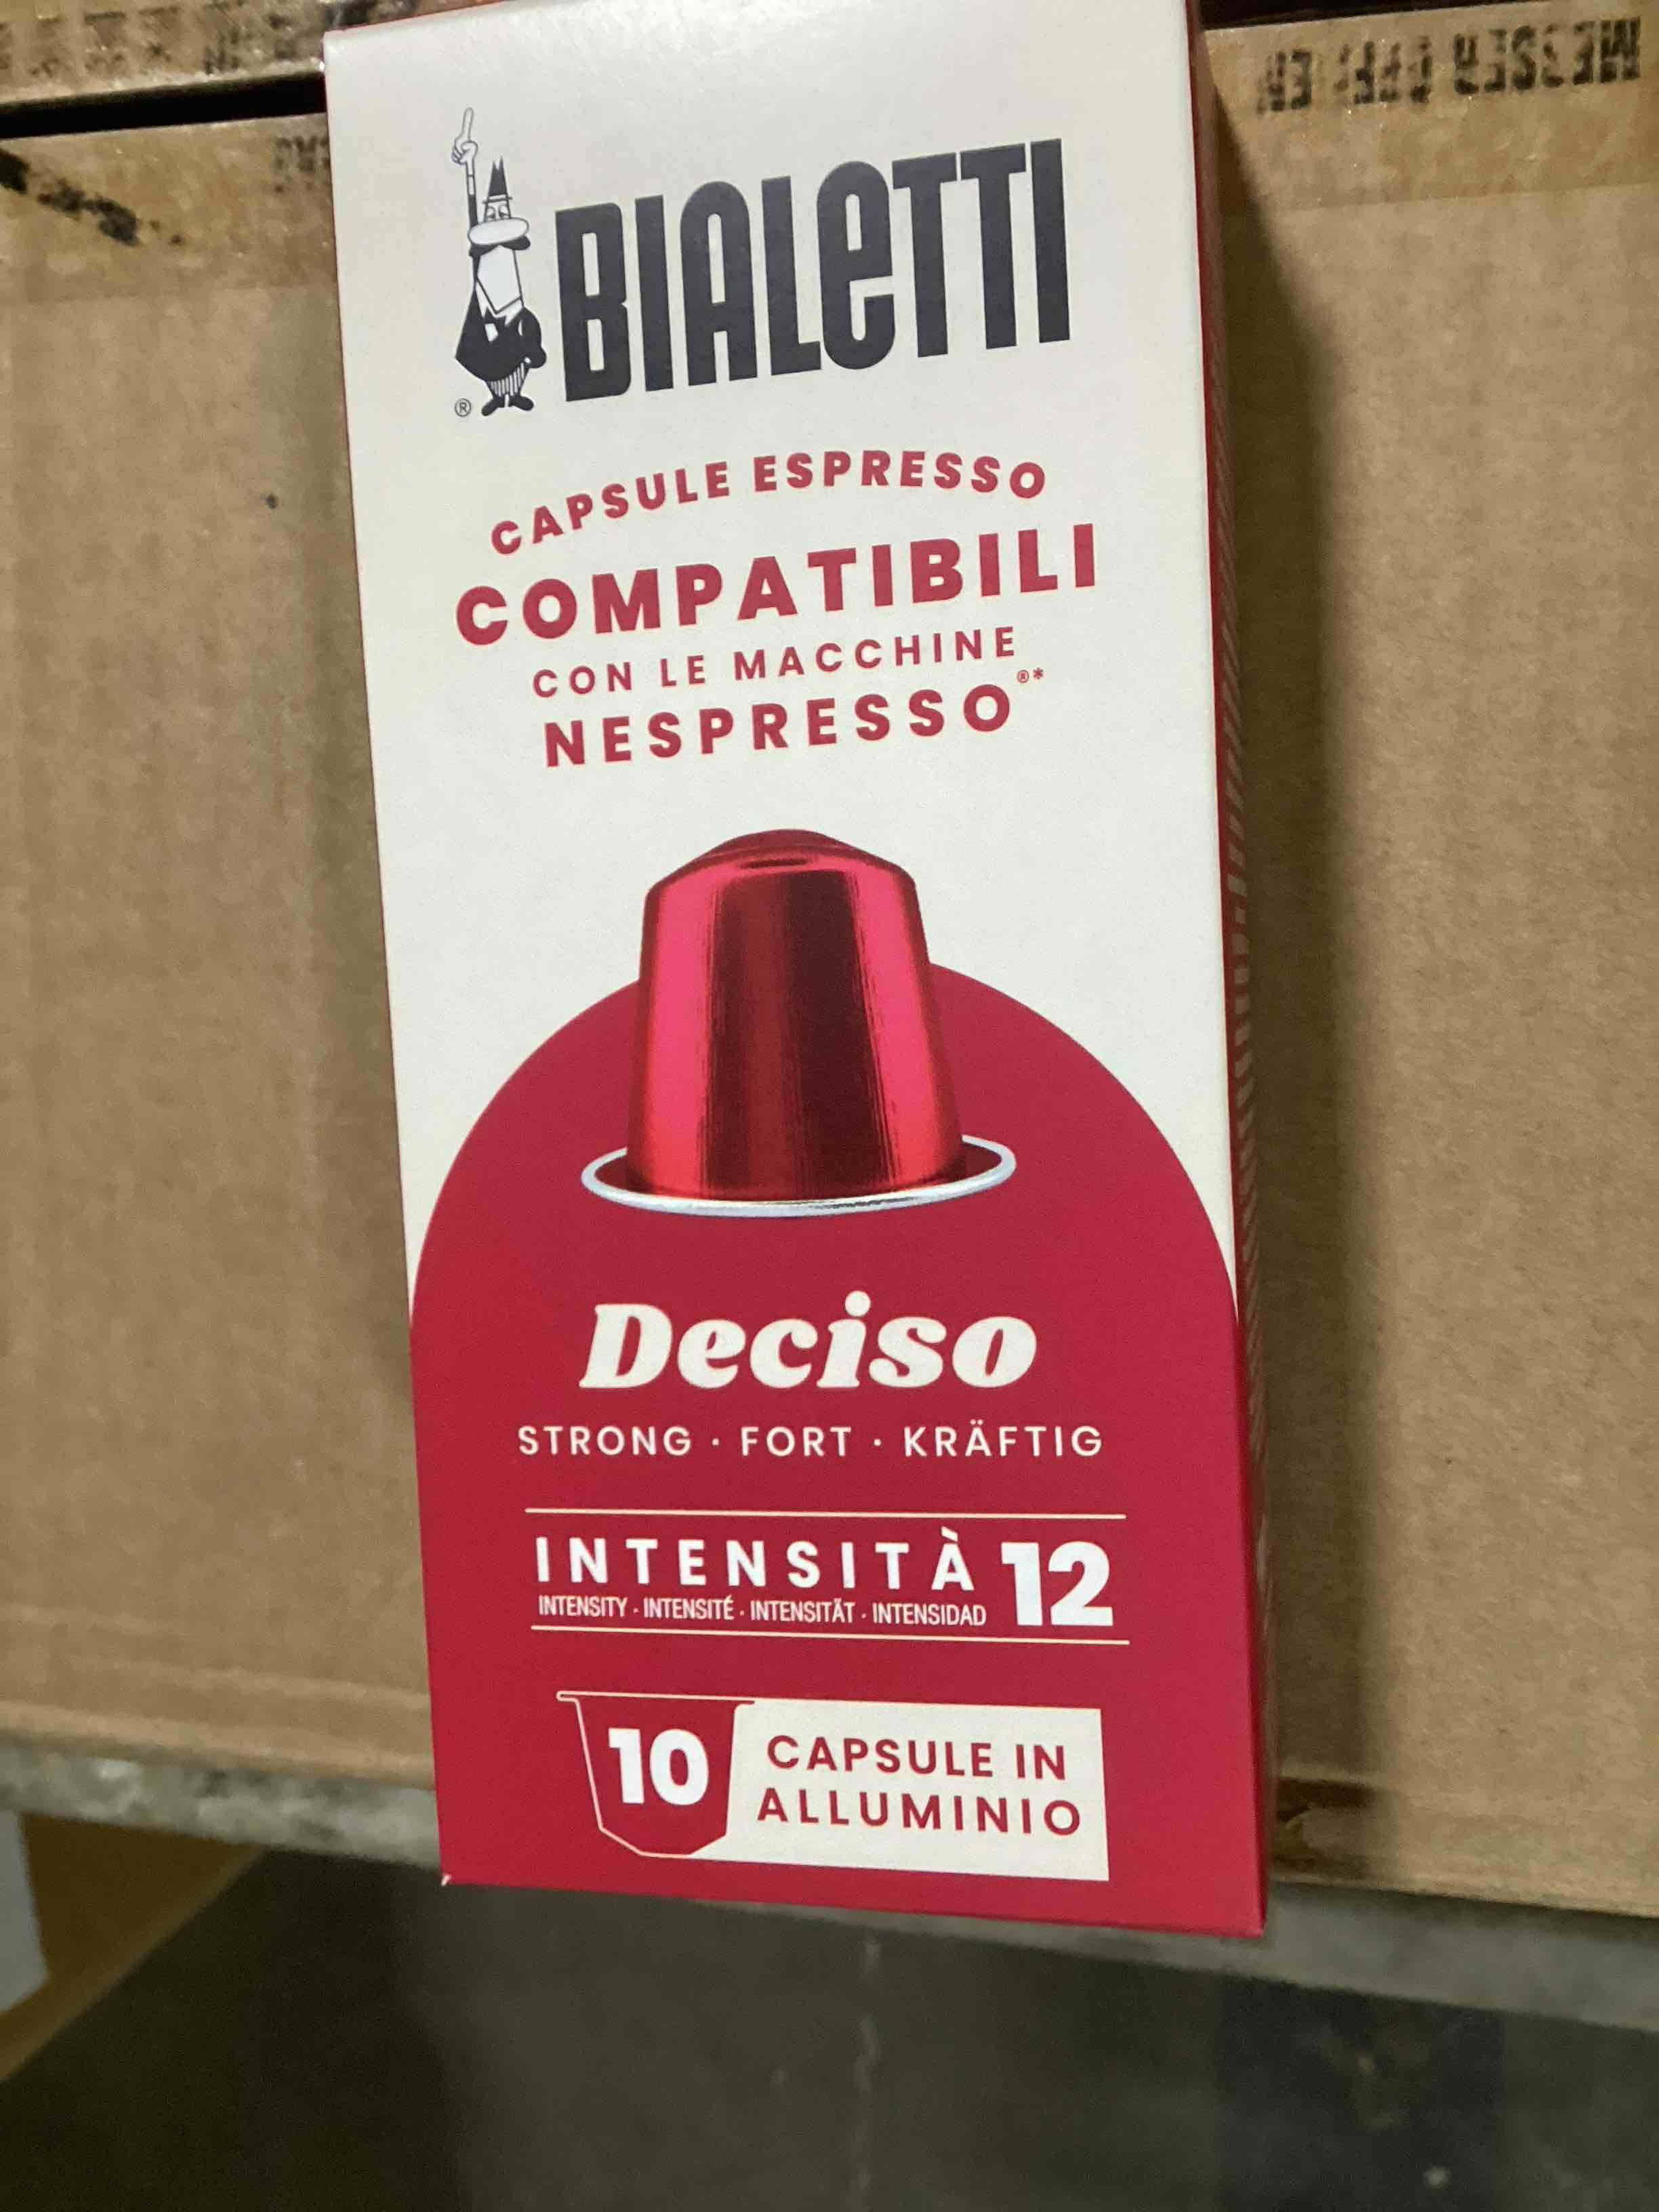 BIALETTI
®
CAPSULE ESPRESSO
COMPATIBILI
CON LE MACCHINE
NESPRESSO®*
Deciso
STRONG · FORT · KRÄFTIG
INTENSITÀ 12
INTENSITY · INTENSITÉ · INTENSITÄT · INTENSIDAD
10 CAPSULE IN
ALLUMINIO